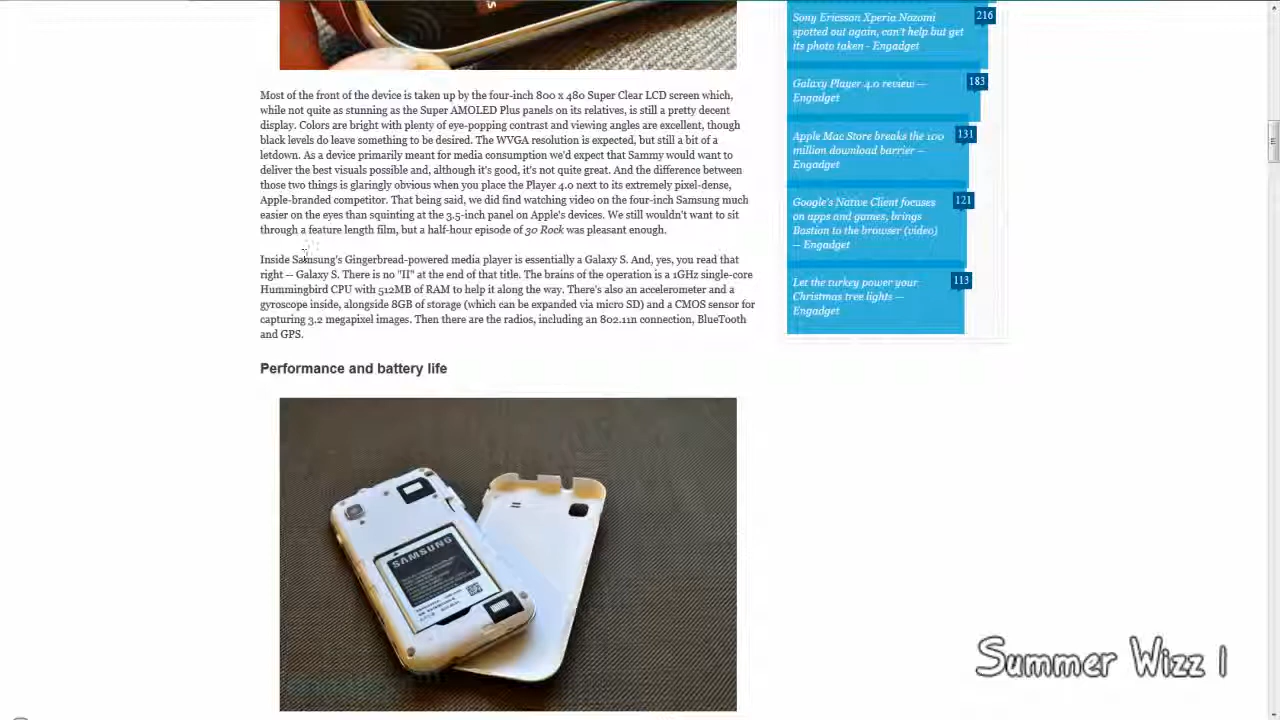 Most of the front of the device is taken up by the four-inch 800 x 480 Super Clear LCD screen which,
while not quite as stunning as the Super AMOLED Plus panels on its relatives, is still a pretty decent
display. Colors are bright with plenty of eye-popping contrast and viewing angles are excellent, though
black levels do leave something to be desired. The WVGA resolution is expected, but still a bit of a
letdown. As a device primarily meant for media consumption we'd expect that Sammy would want to
deliver the best visuals possible and, although it's good, it's not quite great. And the difference between
those two things is glaringly obvious when you place the Player 4.0 next to its extremely pixel-dense,
Apple-branded competitor. That being said, we did find watching video on the four-inch Samsung much
easier on the eyes than squinting at the 3.5-inch panel on Apple's devices. We still wouldn't want to sit
through a feature length film, but a half-hour episode of 30 Rock was pleasant enough.
Inside Samsung's Gingerbread-powered media player is essentially a Galaxy S. And, yes, you read that
right -- Galaxy S. There is no "II" at the end of that title. The brains of the operation is a 1GHz single-core
Hummingbird CPU with 512MB of RAM to help it along the way. There's also an accelerometer and a
gyroscope inside, alongside 8GB of storage (which can be expanded via micro SD) and a CMOS sensor for
capturing 3.2 megapixel images. Then there are the radios, including an 802.11n connection, BlueTooth
and GPS.
Performance and battery life
SAMSUNG
Sony Ericsson Xperia Nozomi
spotted out again, can't help but get
its photo taken - Engadget
216
Galaxy Player 4.0 review --
Engadget
183
Apple Mac Store breaks the 100
million download barrier --
Engadget
131
Google's Native Client focuses
on apps and games, brings
Bastion to the browser (video)
-- Engadget
121
Let the turkey power your
Christmas tree lights --
Engadget
113
Summer Wizz 1